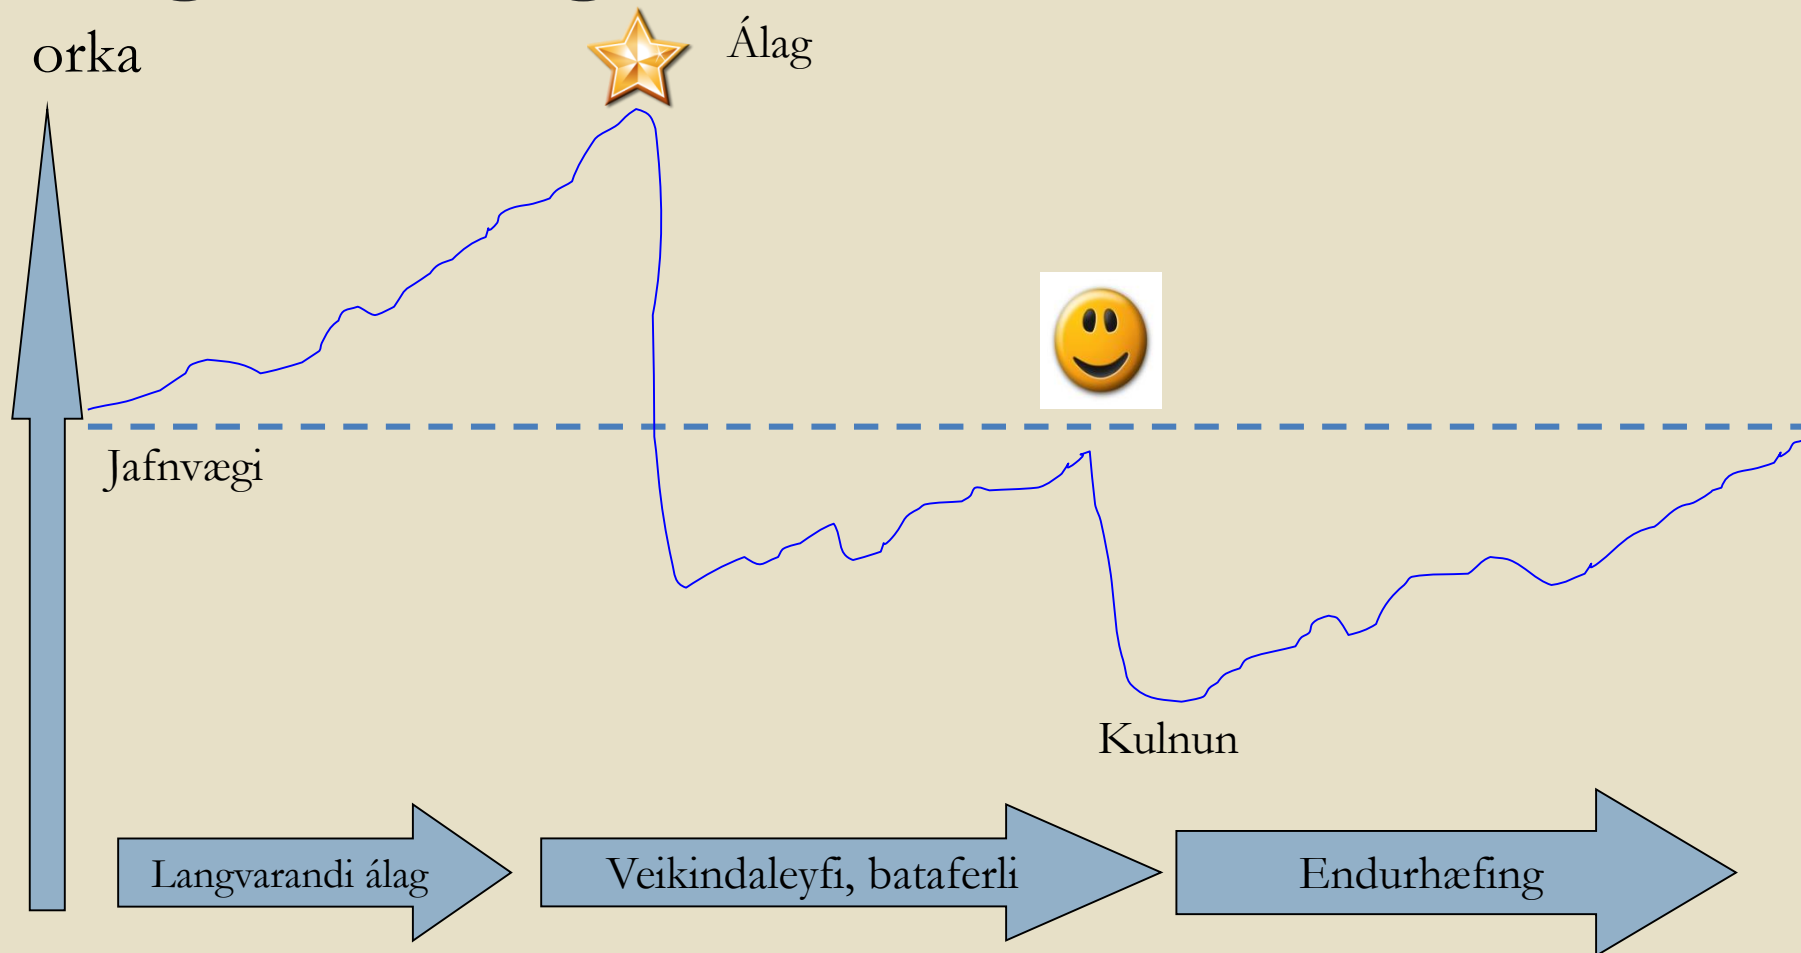 orka
Álag
Jafnvægi
Kulnun
Langvarandi álag
Veikindaleyfi, bataferli
Endurhæfing